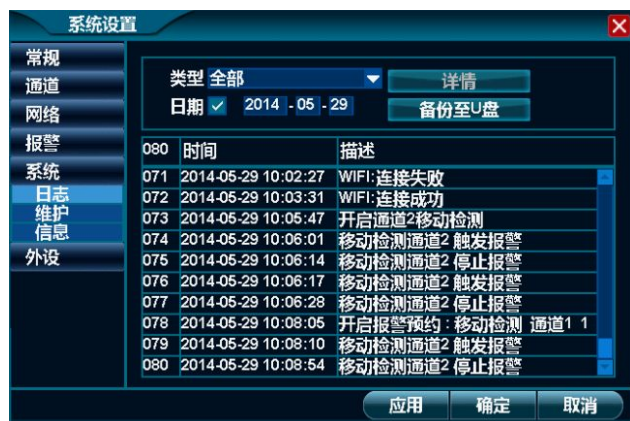 系统设置
常规
通道
网络
报警
系统
日志
维护
信息
外设
类型 全部 详情
日期 2014 - 05 - 29 备份至U盘
080 时间 描述
071 2014-05-29 10:02:27 WIFI:连接失败
072 2014-05-29 10:03:31 WIFI:连接成功
073 2014-05-29 10:05:47 开启通道2移动检测
074 2014-05-29 10:06:01 移动检测通道2 触发报警
075 2014-05-29 10:06:14 移动检测通道2 停止报警
076 2014-05-29 10:06:17 移动检测通道2 触发报警
077 2014-05-29 10:06:28 移动检测通道2 停止报警
078 2014-05-29 10:08:05 开启报警预约 : 移动检测 通道1 1
079 2014-05-29 10:08:10 移动检测通道2 触发报警
080 2014-05-29 10:08:54 移动检测通道2 停止报警
应用 确定 取消